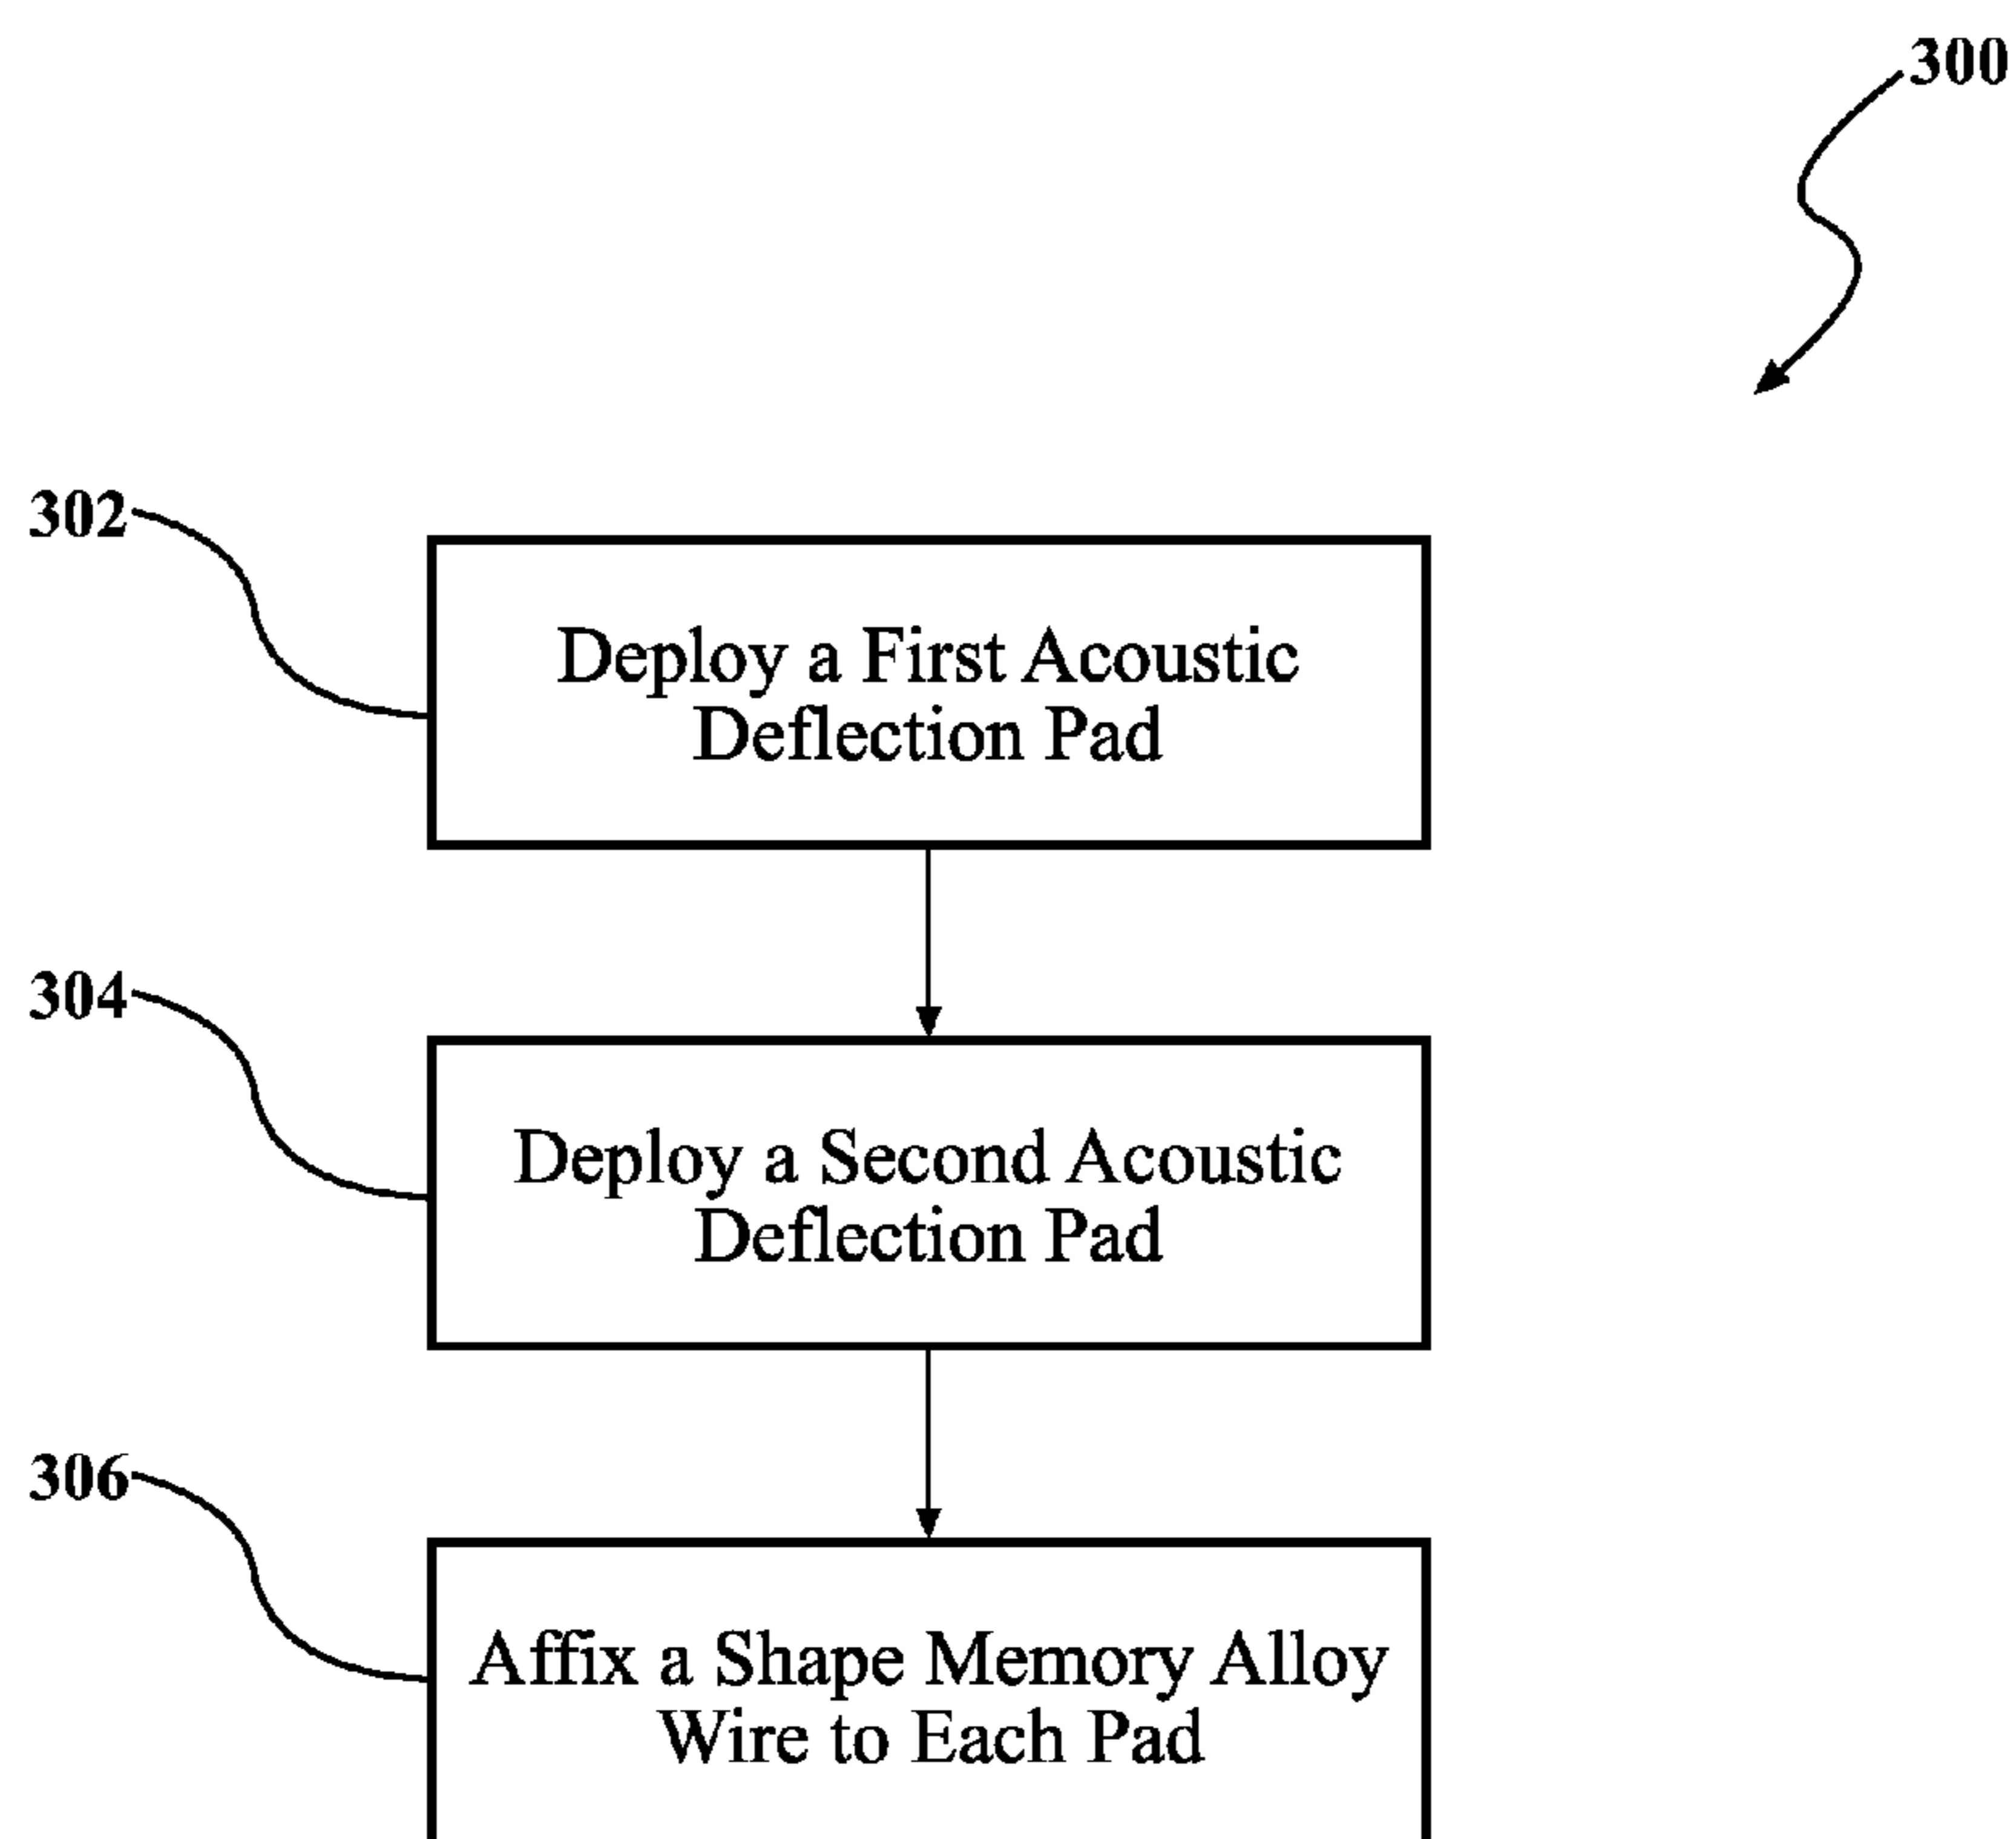 300
302
Deploy a First Acoustic
Deflection Pad
304
Deploy a Second Acoustic
Deflection Pad
306
Affix a Shape Memory Alloy
Wire to Each Pad